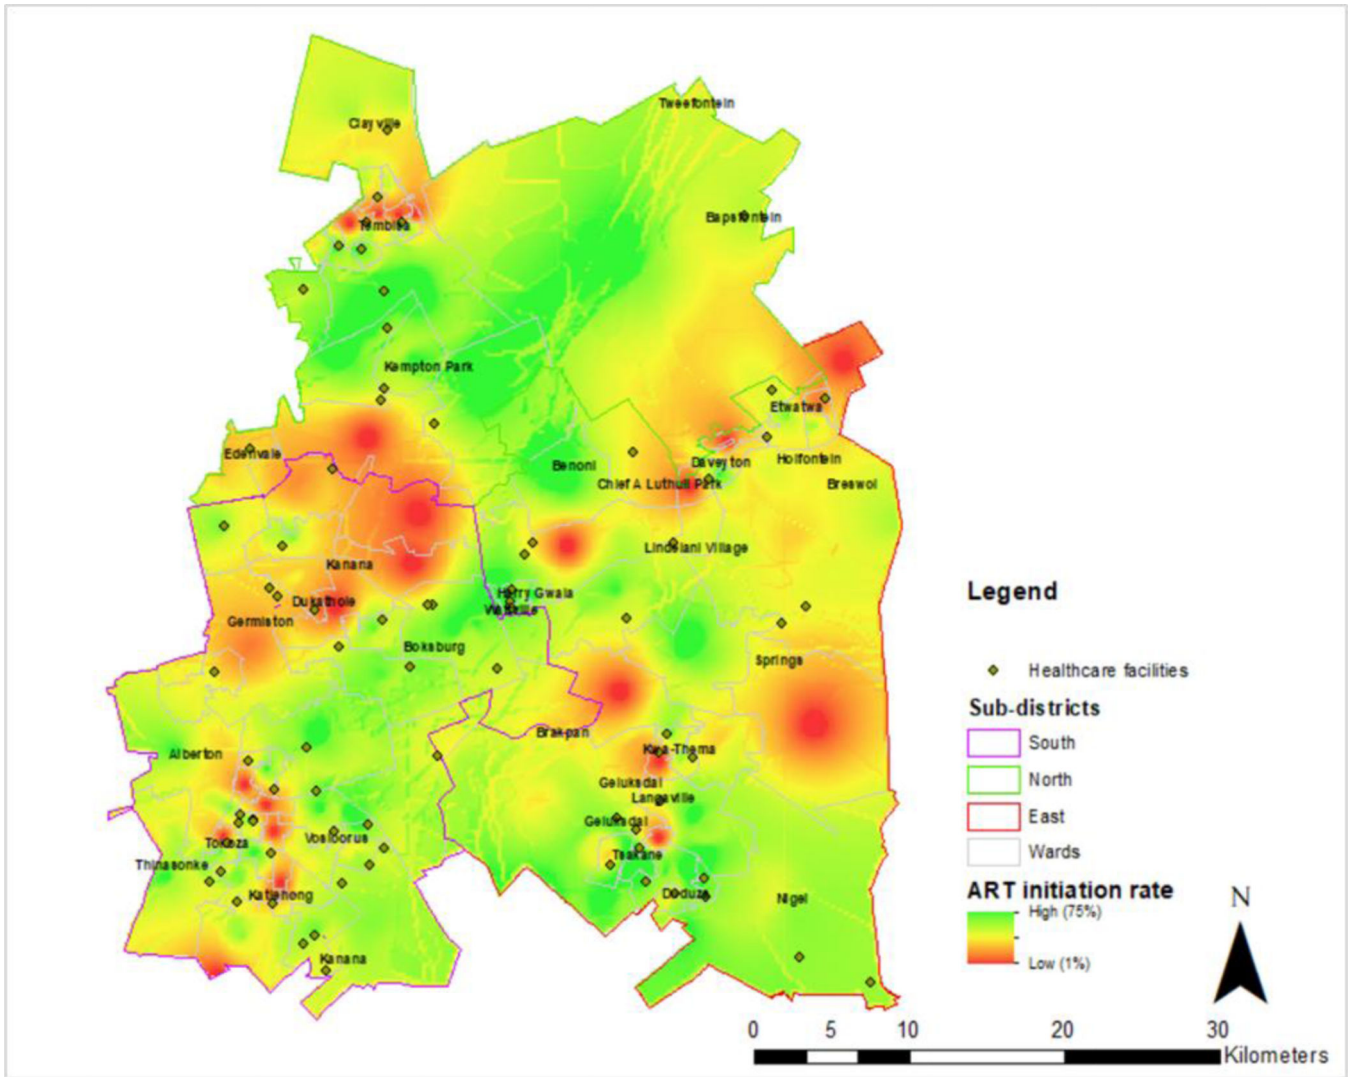 Tweefontein
Clayville
Bapsfontein
Tembisa
Kempton Park
Etwatwa
Edenvale
Benoni
Daveyton
Holfontein
Chief A Luthuli Park
Breswol
Lindelani Village
Kanana
Harry Gwala
Dukathole
Wattville
Germiston
Boksburg
Springs
Brakpan
Kwa-Thema
Alberton
Geluksdal
Langaville
Geluksdal
Vosloorus
Tokoza
Tsakane
Thinasonke
Katlehong
Duduza
Nigel
Kanana
Legend
Healthcare facilities
Sub-districts
South
North
East
Wards
ART initiation rate
High (75%)
Low (1%)
N
0 5 10 20 30
Kilometers